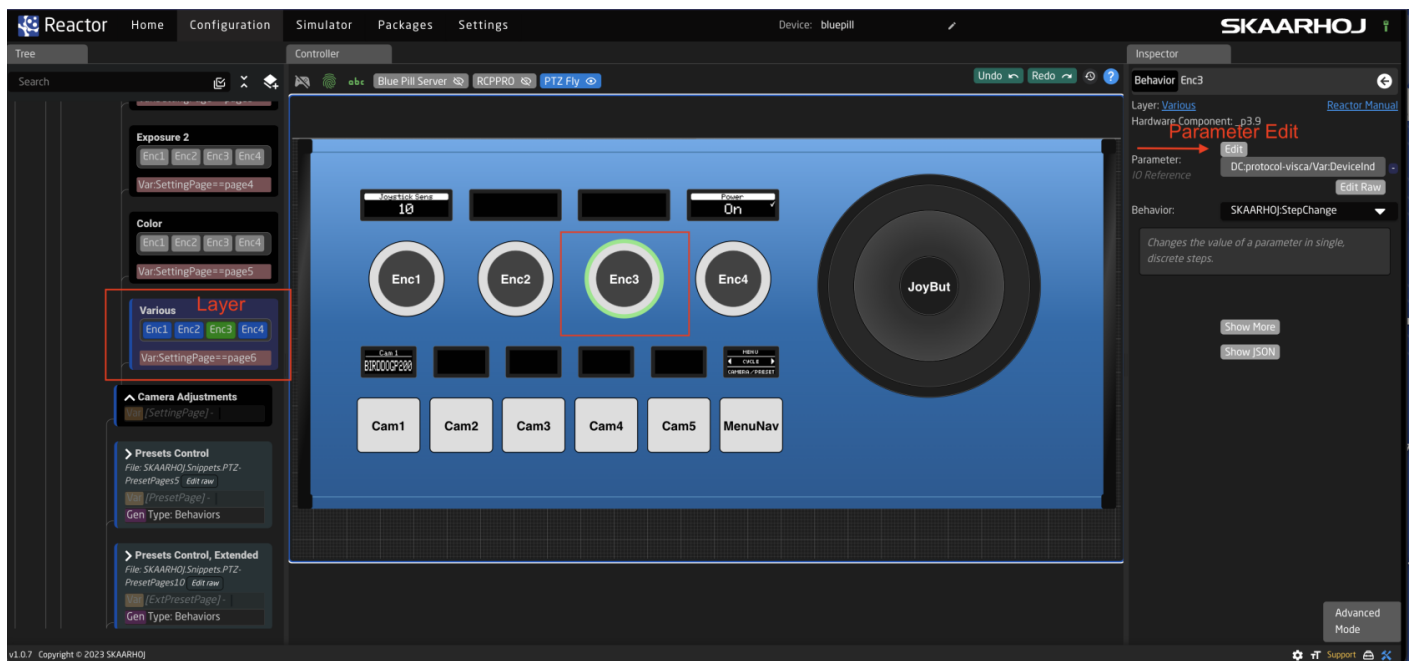 Reactor Home Configuration Simulator Packages Settings Device: bluepill SKAARHOJ
Tree
Search
Exposure 2
Enc1 Enc2 Enc3 Enc4
Var:SettingPage==page4
Color
Enc1 Enc2 Enc3 Enc4
Var:SettingPage==page5
Various Layer
Enc1 Enc2 Enc3 Enc4
Var:SettingPage==page6
Camera Adjustments
Var [SettingPage] -
Presets Control
File: SKAARHOJ.Snippets.PTZ-
PresetPages5 Edit raw
Var [PresetPage] -
Gen Type: Behaviors
Presets Control, Extended
File: SKAARHOJ.Snippets.PTZ-
PresetPages10 Edit raw
Var [ExtPresetPage] -
Gen Type: Behaviors
Controller
abc Blue Pill Server RCPPRO PTZ Fly Undo Redo ?
Joystick Sens
10
Power
On
Enc1 Enc2 Enc3 Enc4 JoyBut
Cam 1
BIRDDOGP200
MENU
CYCLE
CAMERA/PRESET
Cam1 Cam2 Cam3 Cam4 Cam5 MenuNav
Inspector
Behavior Enc3
Layer: Various Reactor Manual
Hardware Component: _p3.9
Parameter Edit
Edit
Parameter: DC:protocol-visca/Var:DeviceInd
IO Reference
Edit Raw
Behavior: SKAARHOJ:StepChange
Changes the value of a parameter in single,
discrete steps.
Show More
Show JSON
Advanced
Mode
v1.0.7 Copyright © 2023 SKAARHOJ Support